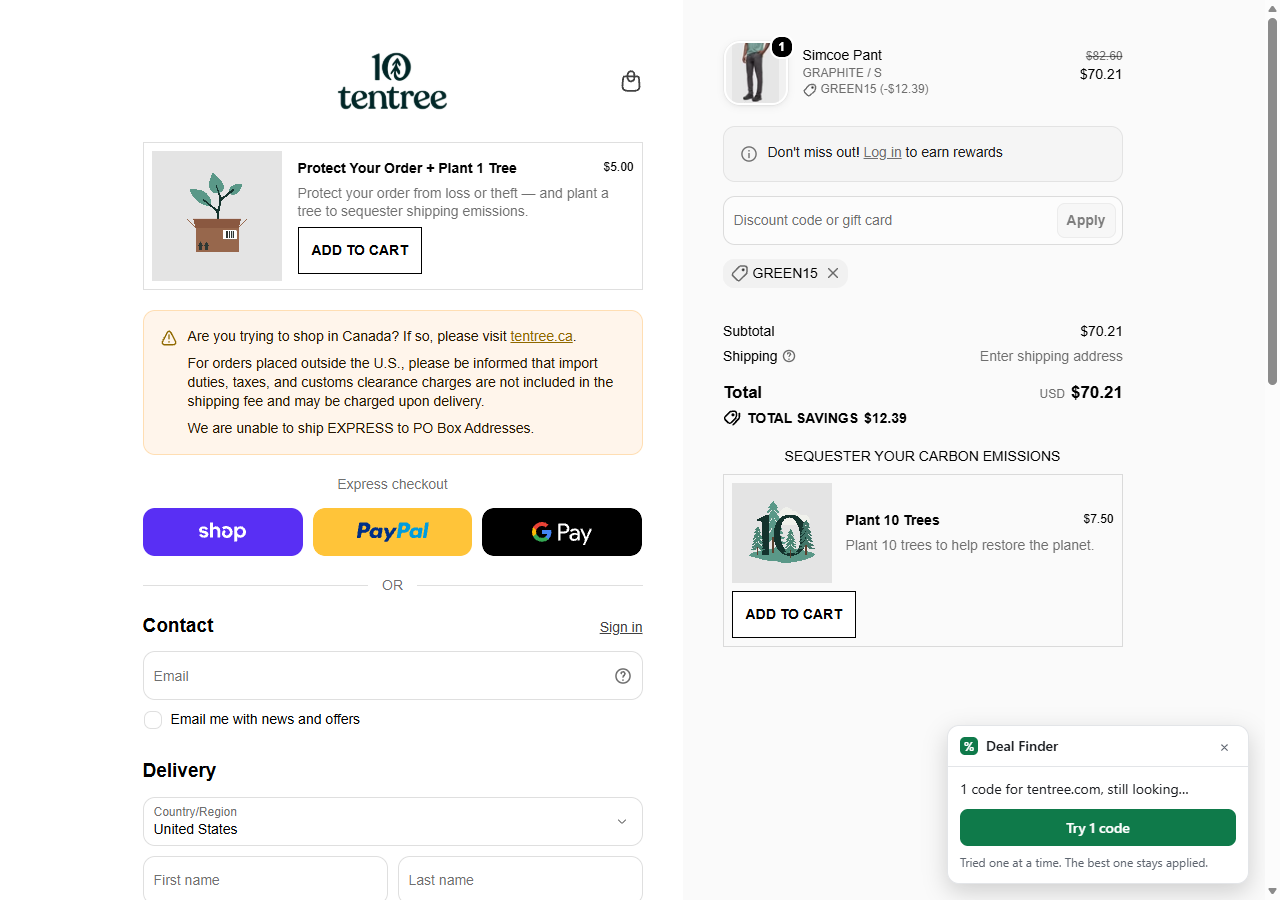 10
tentree
Protect Your Order + Plant 1 Tree
$5.00
Protect your order from loss or theft — and plant a
tree to sequester shipping emissions.
ADD TO CART
Are you trying to shop in Canada? If so, please visit tentree.ca.
For orders placed outside the U.S., please be informed that import
duties, taxes, and customs clearance charges are not included in the
shipping fee and may be charged upon delivery.
We are unable to ship EXPRESS to PO Box Addresses.
Express checkout
shop
PayPal
G Pay
OR
Contact
Sign in
Email
Email me with news and offers
Delivery
Country/Region
United States
First name
Last name
1
Simcoe Pant
$82.60
GRAPHITE / S
$70.21
GREEN15 (-$12.39)
Don't miss out! Log in to earn rewards
Discount code or gift card
Apply
GREEN15
Subtotal
$70.21
Shipping
Enter shipping address
Total
USD $70.21
TOTAL SAVINGS $12.39
SEQUESTER YOUR CARBON EMISSIONS
10
Plant 10 Trees
$7.50
Plant 10 trees to help restore the planet.
ADD TO CART
% Deal Finder
×
1 code for tentree.com, still looking…
Try 1 code
Tried one at a time. The best one stays applied.